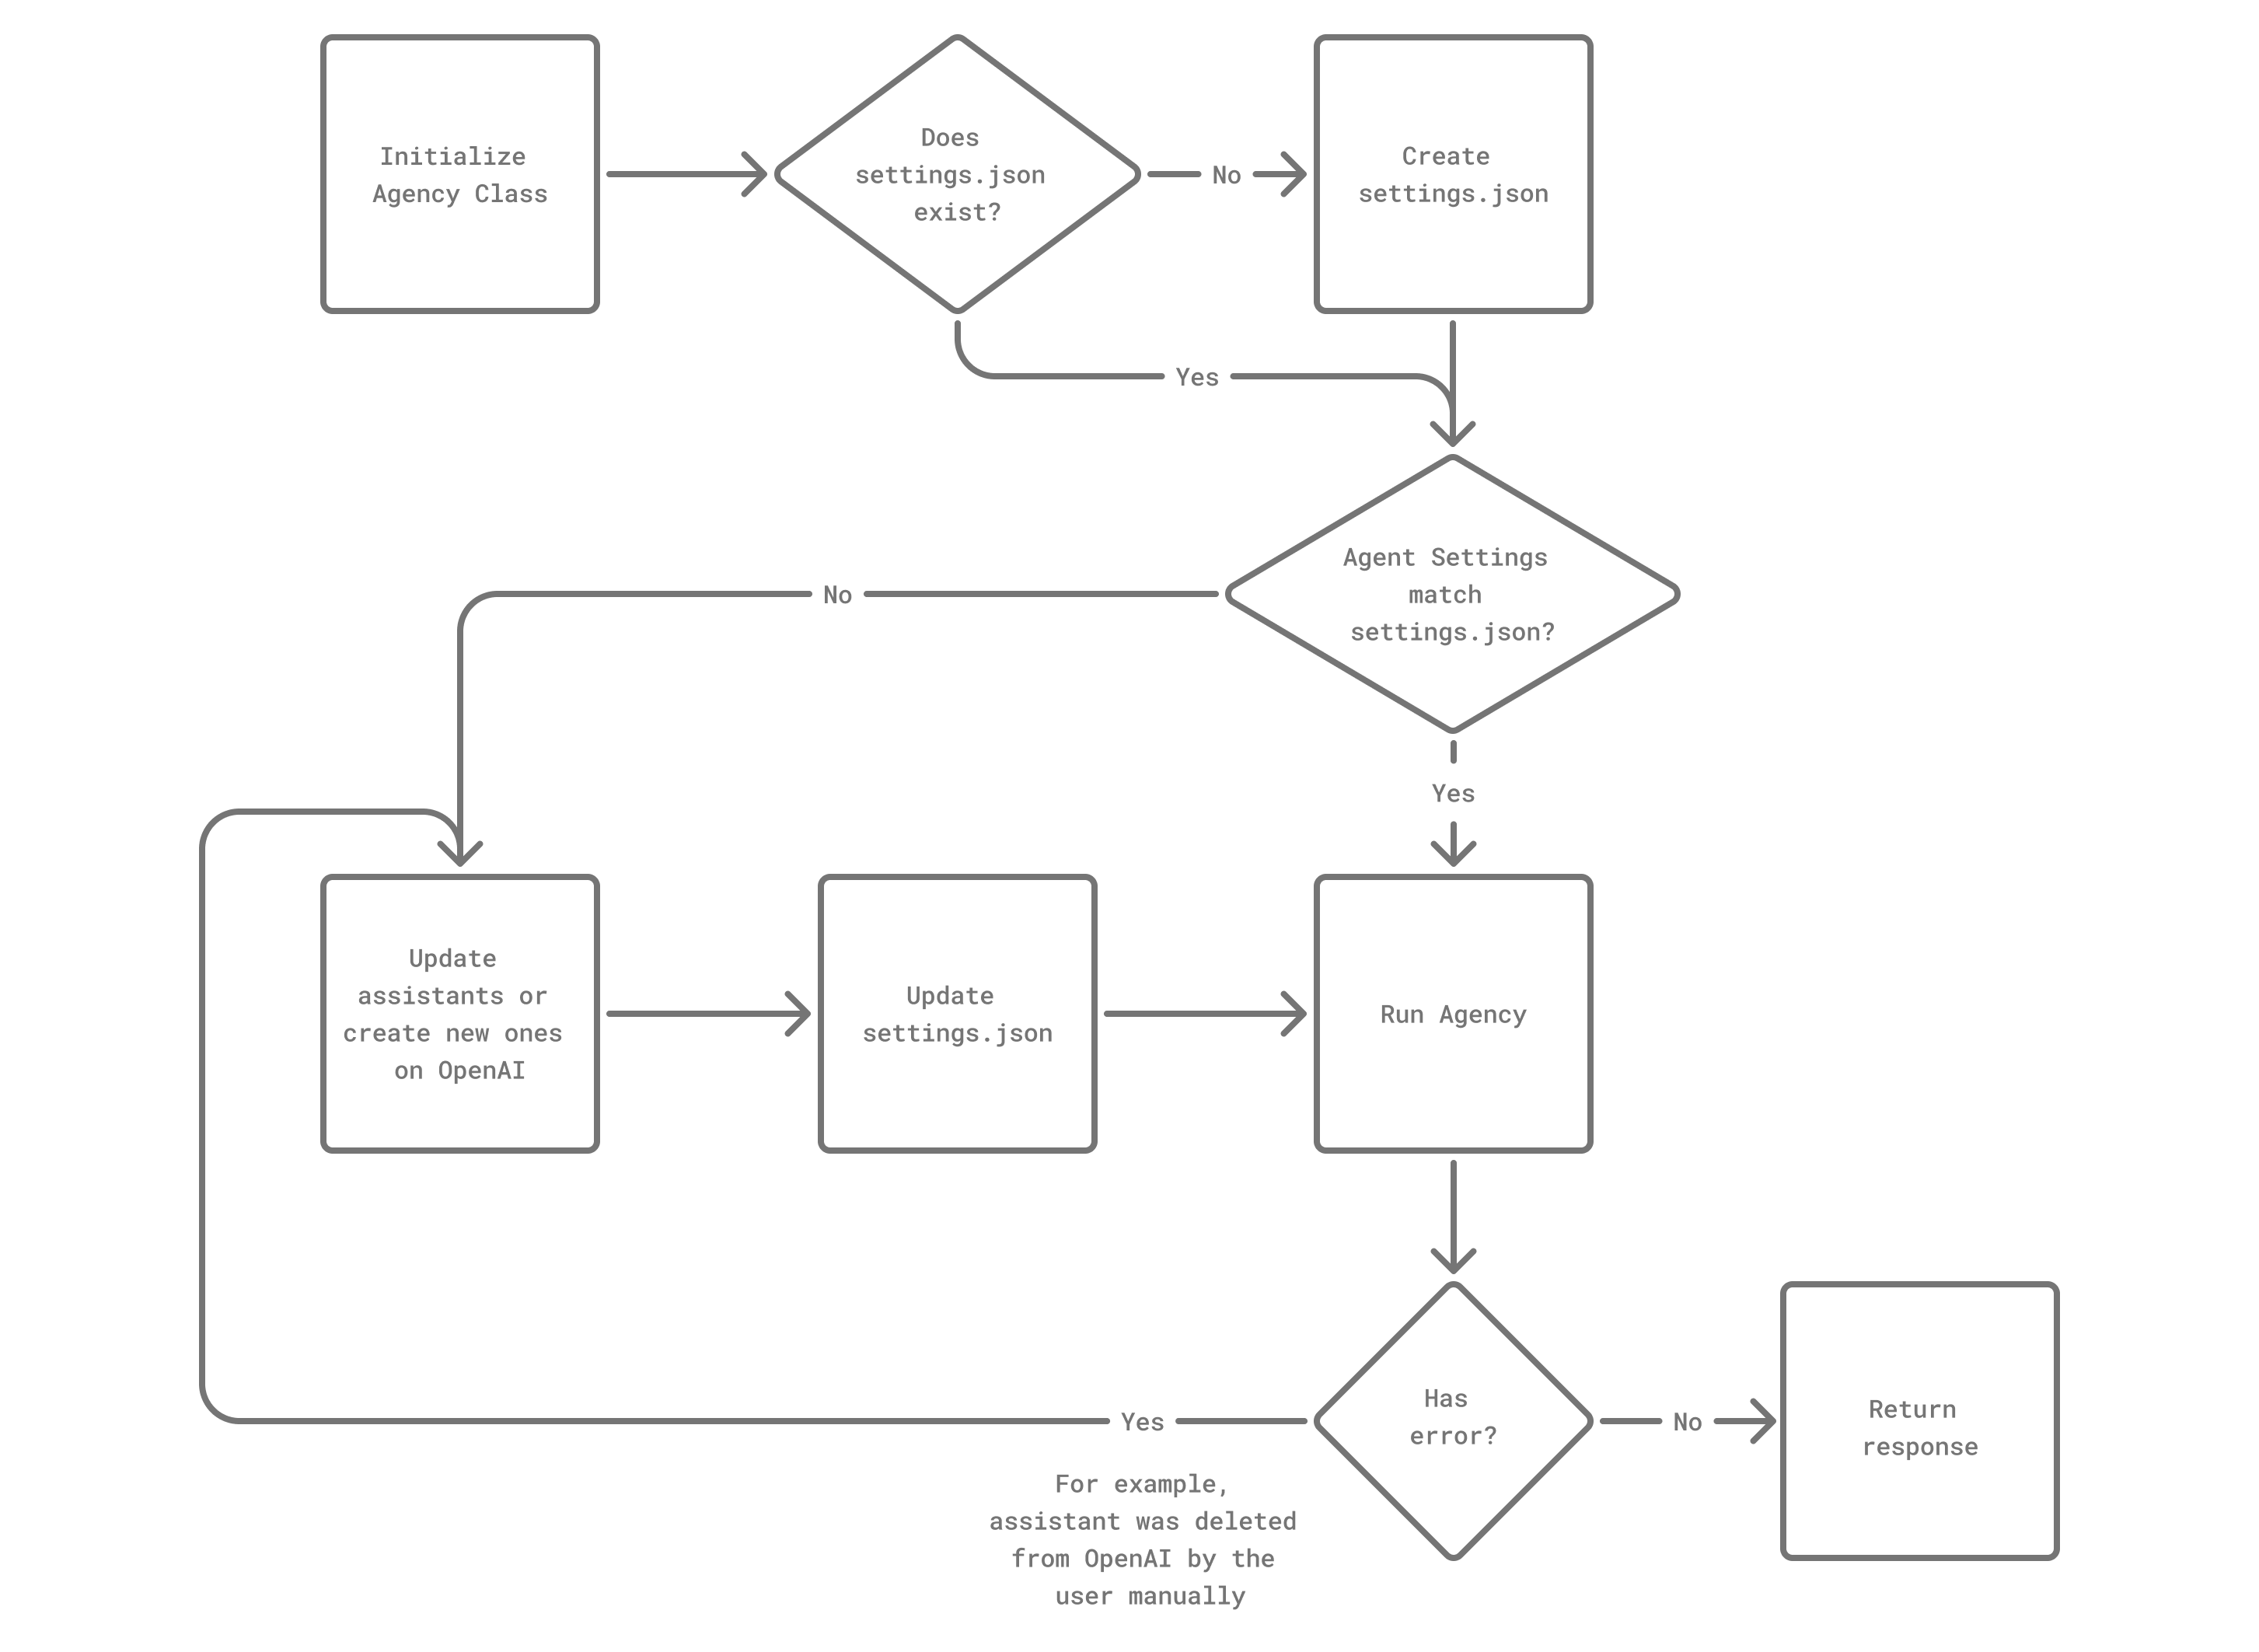 Initialize
Agency Class
Does
settings.json
exist?
No
Create
settings.json
Yes
Agent Settings
match
settings.json?
No
Yes
Update
assistants or
create new ones
on OpenAI
Update
settings.json
Run Agency
Has
error?
Yes
No
Return
response
For example,
assistant was deleted
from OpenAI by the
user manually